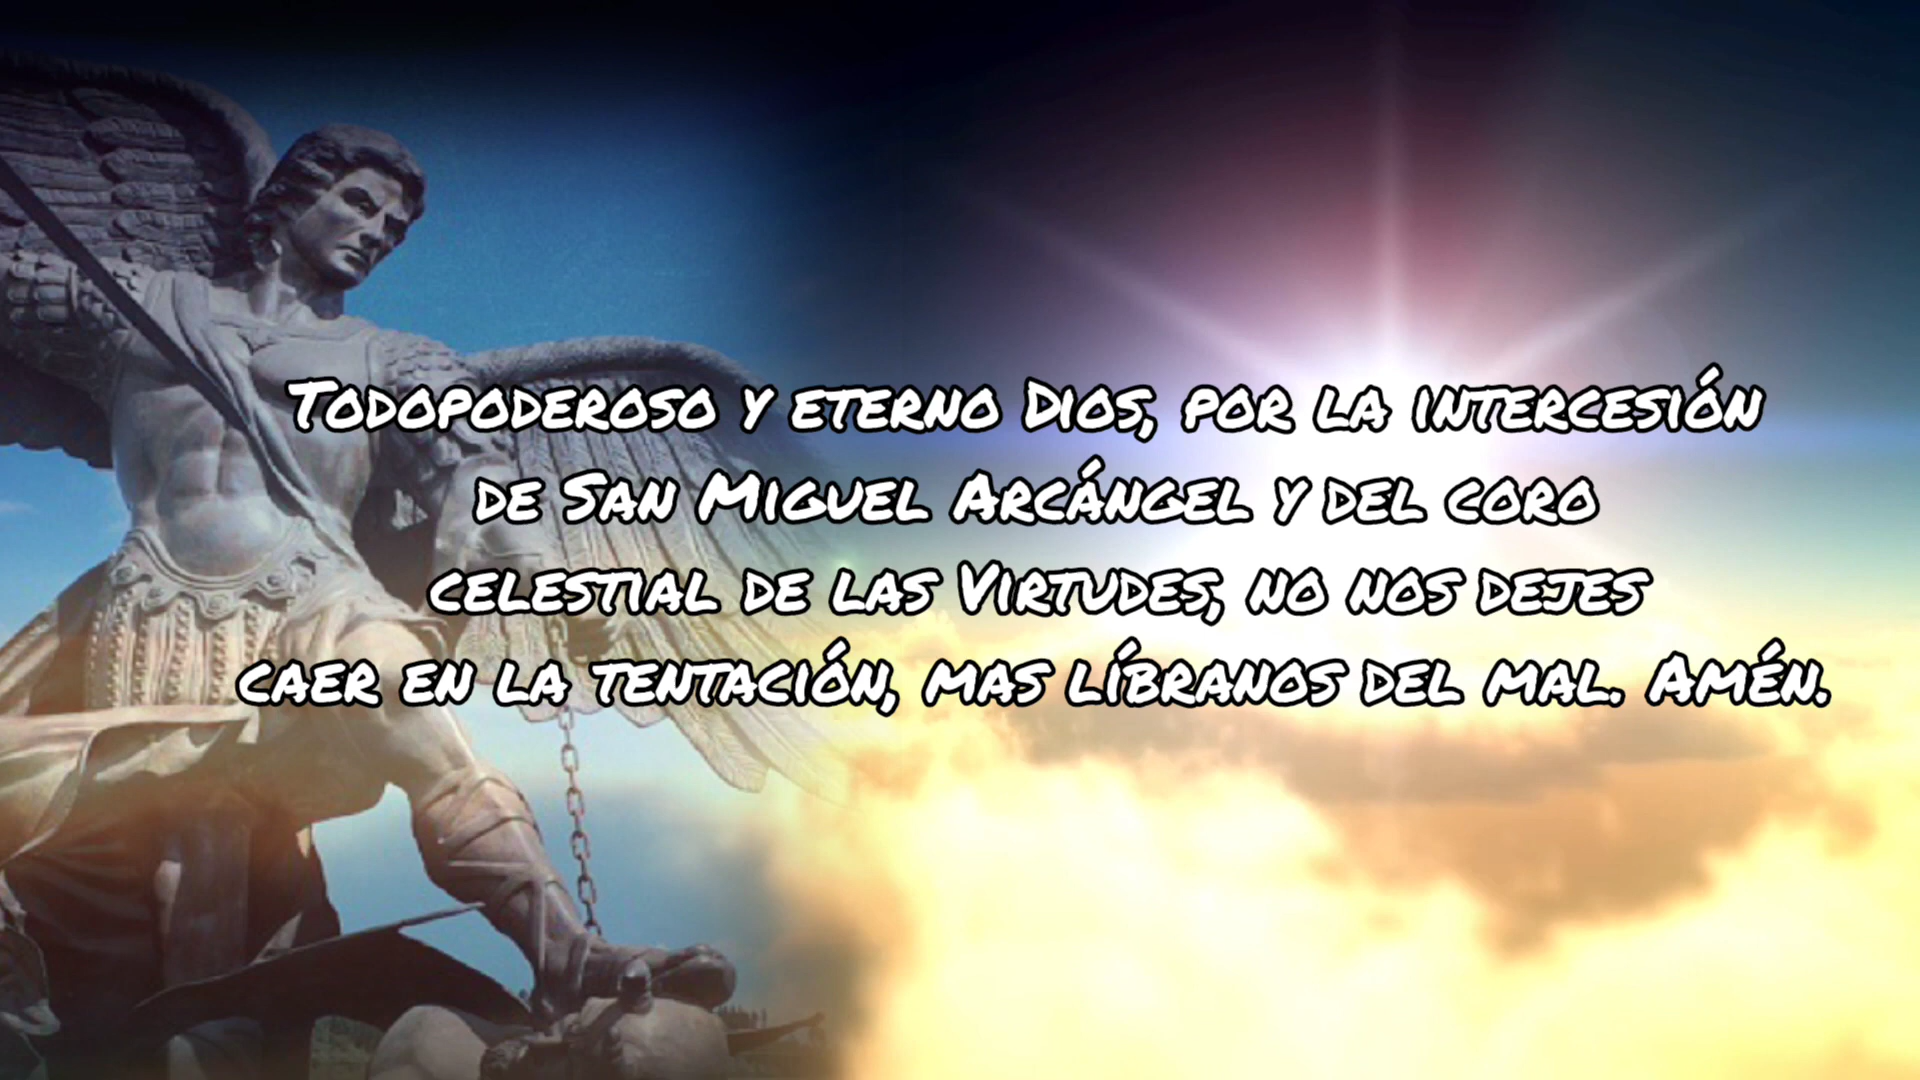 Todopoderoso y eterno Dios, por la intercesión
de San Miguel Arcángel y del coro
celestial de las Virtudes, no nos dejes
caer en la tentación, mas líbranos del mal. Amén.